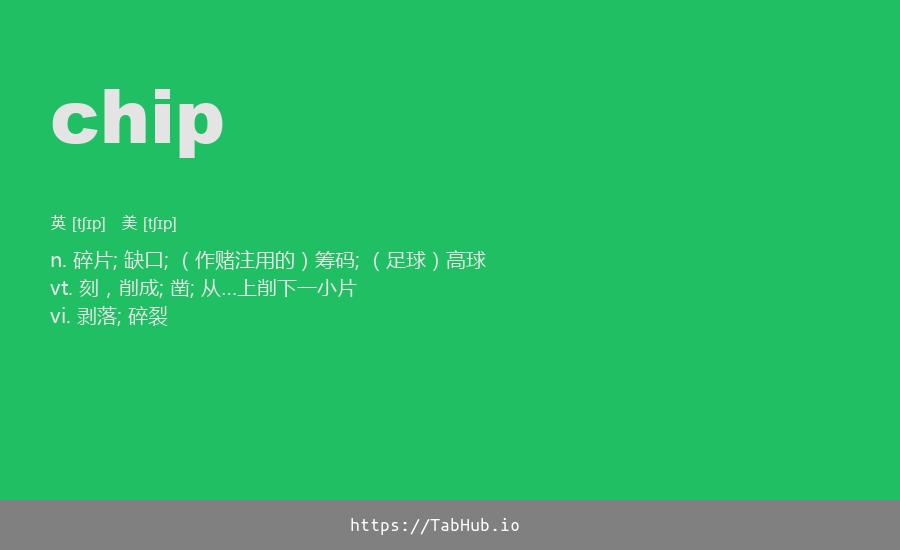 chip
英 [tʃɪp] 美 [tʃɪp]
n. 碎片; 缺口; （作赌注用的）筹码; （足球）高球
vt. 刻，削成; 凿; 从…上削下一小片
vi. 剥落; 碎裂
https://TabHub.io